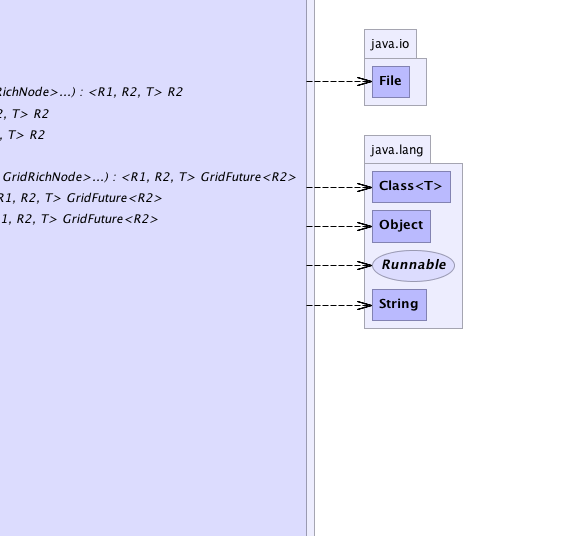 RichNode>...) : <R1, R2, T> R2
, T> R2
, T> R2
GridRichNode>...) : <R1, R2, T> GridFuture<R2>
R1, R2, T> GridFuture<R2>
1, R2, T> GridFuture<R2>
java.io
File
java.lang
Class<T>
Object
Runnable
String